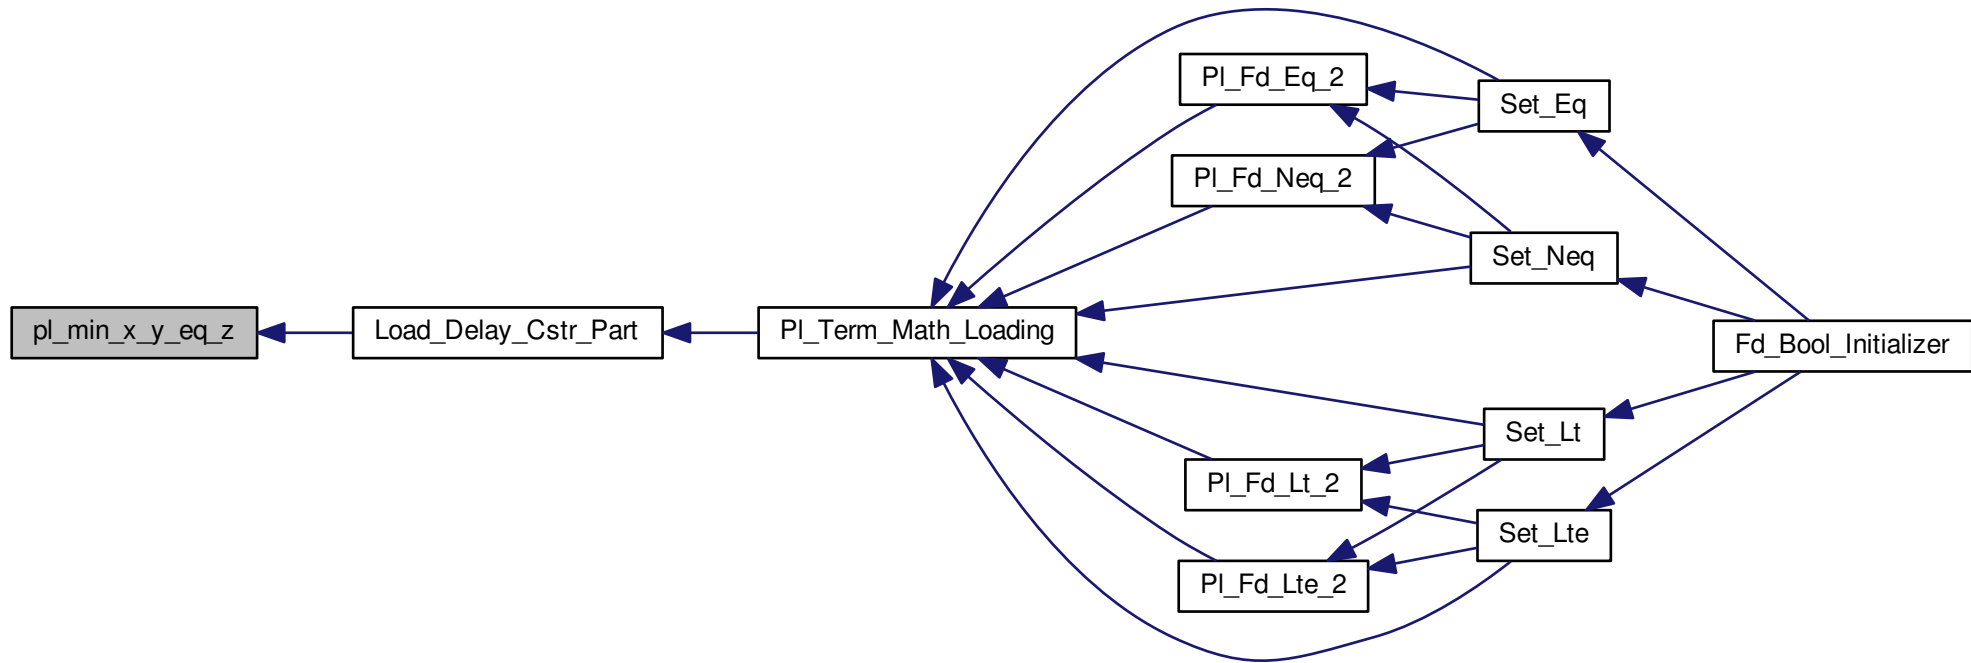 pl_min_x_y_eq_z
Load_Delay_Cstr_Part
Pl_Term_Math_Loading
Pl_Fd_Eq_2
Pl_Fd_Neq_2
Pl_Fd_Lt_2
Pl_Fd_Lte_2
Set_Eq
Set_Neq
Set_Lt
Set_Lte
Fd_Bool_Initializer